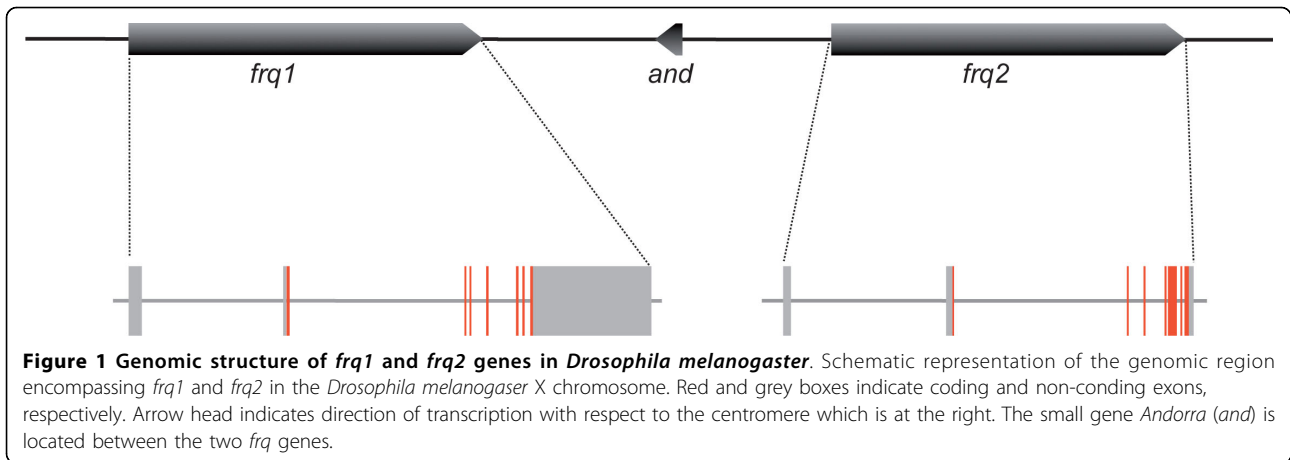 frq1 and frq2
Figure 1 Genomic structure of frq1 and frq2 genes in Drosophila melanogaster. Schematic representation of the genomic region
encompassing frq1 and frq2 in the Drosophila melanogaser X chromosome. Red and grey boxes indicate coding and non-conding exons,
respectively. Arrow head indicates direction of transcription with respect to the centromere which is at the right. The small gene Andorra (and) is
located between the two frq genes.